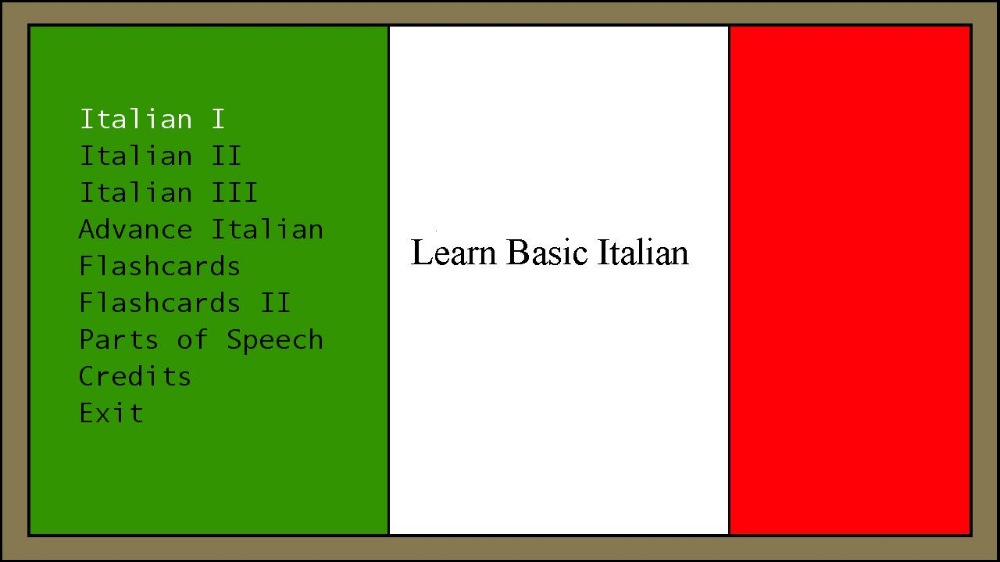 Italian I
Italian II
Italian III
Advance Italian
Flashcards
Flashcards II
Parts of Speech
Credits
Exit
Learn Basic Italian